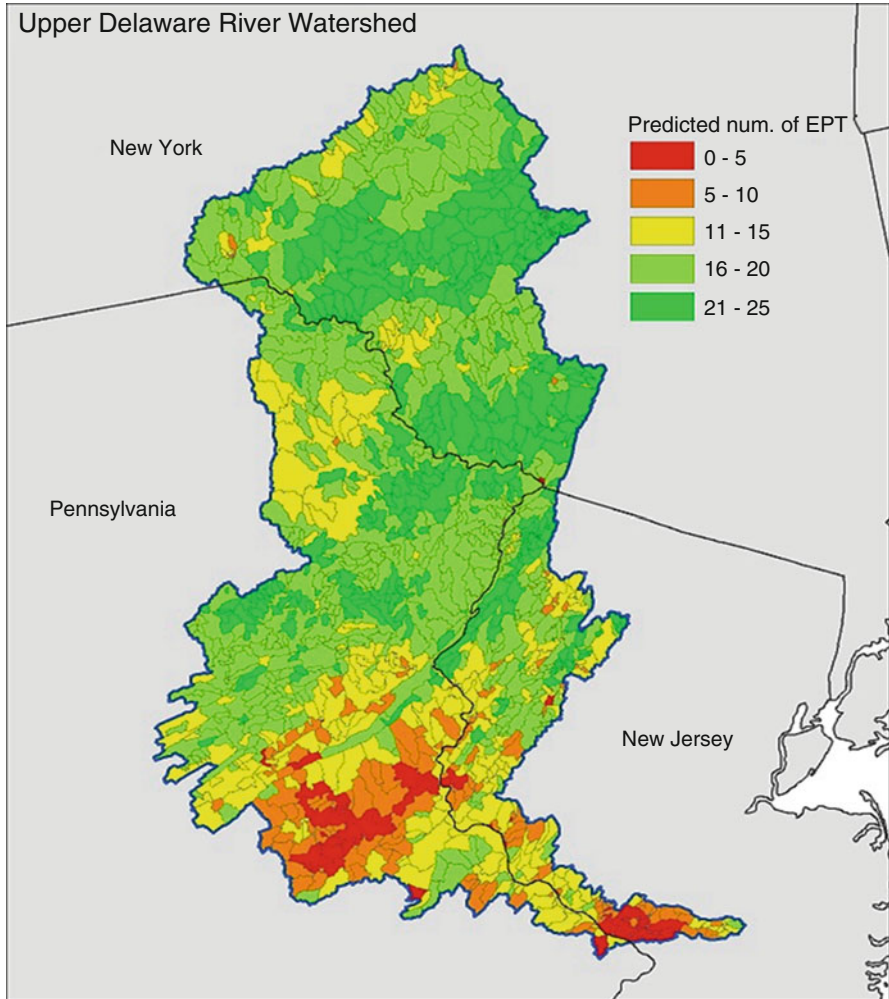 Upper Delaware River Watershed
New York
Predicted num. of EPT
0 - 5
5 - 10
11 - 15
16 - 20
21 - 25
Pennsylvania
New Jersey